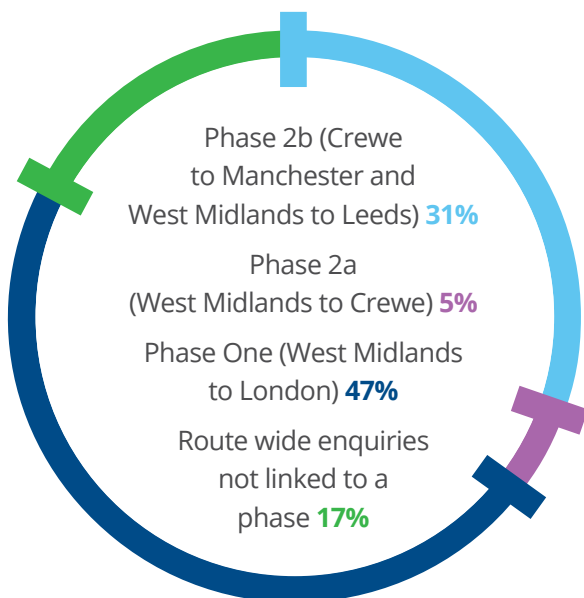 Phase 2b (Crewe
to Manchester and
West Midlands to Leeds) 31%
Phase 2a
(West Midlands to Crewe) 5%
Phase One (West Midlands
to London) 47%
Route wide enquiries
not linked to a
phase 17%